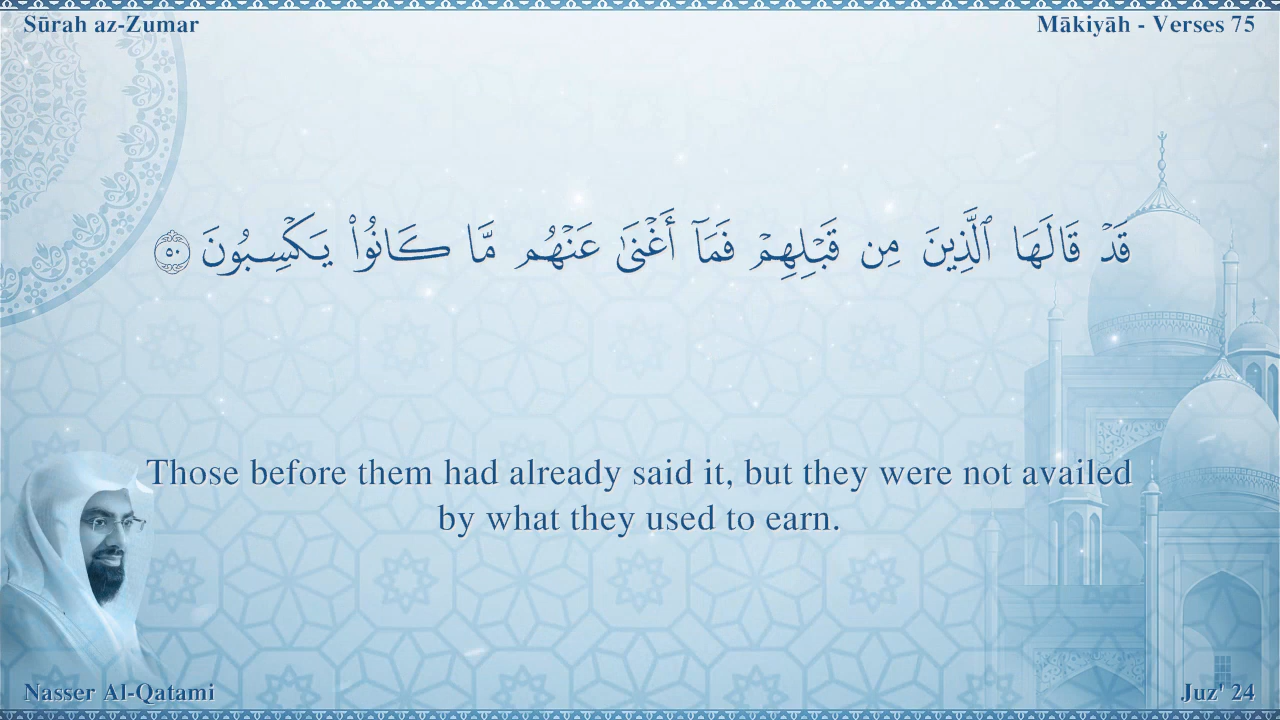 Sūrah az-Zumar
Mākiyāh - Verses 75
قَدْ قَالَهَا ٱلَّذِينَ مِن قَبْلِهِمْ فَمَآ أَغْنَىٰ عَنْهُم مَّا كَانُوا۟ يَكْسِبُونَ ٥٠
Those before them had already said it, but they were not availed
by what they used to earn.
Nasser Al-Qatami
Juz' 24